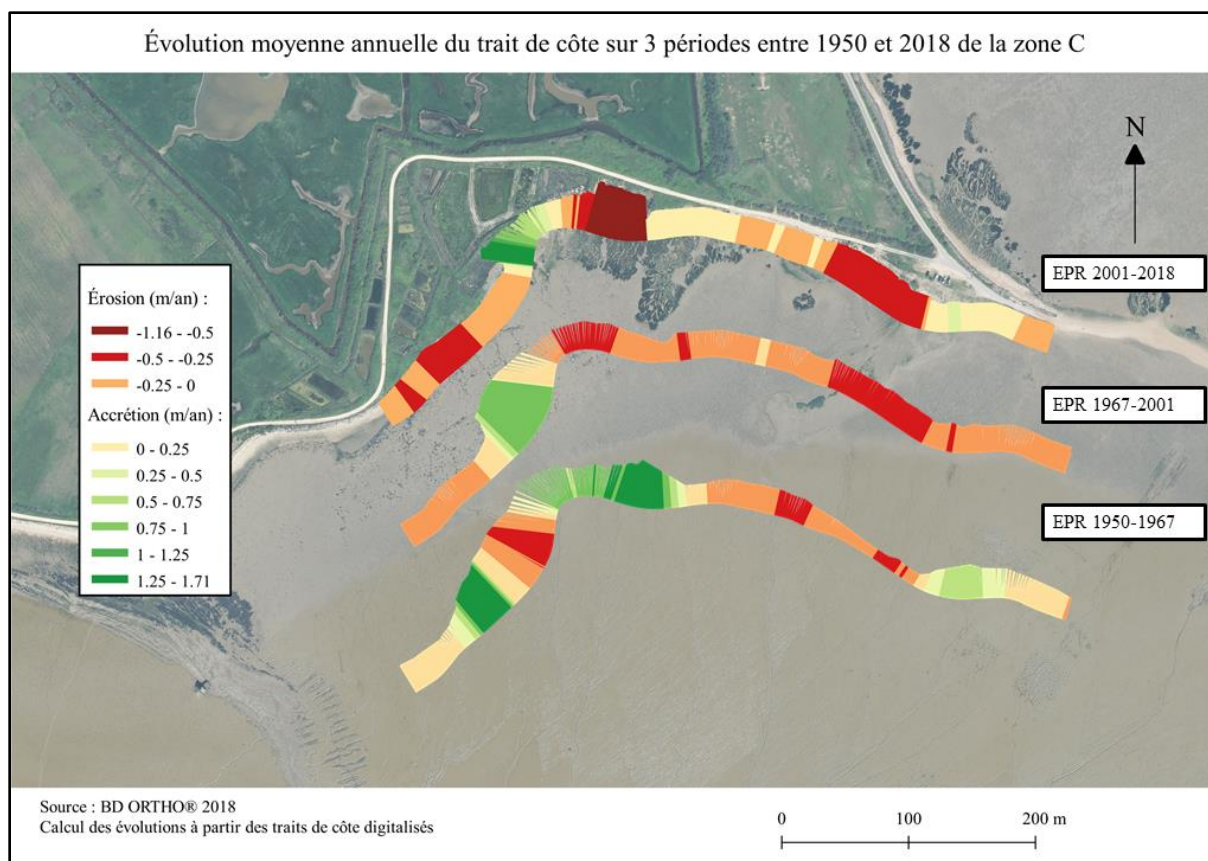 Évolution moyenne annuelle du trait de côte sur 3 périodes entre 1950 et 2018 de la zone C
N
EPR 2001-2018
Érosion (m/an) :
-1.16 - -0.5
-0.5 - -0.25
-0.25 - 0
Accrétion (m/an) :
0 - 0.25
0.25 - 0.5
0.5 - 0.75
0.75 - 1
1 - 1.25
1.25 - 1.71
EPR 1967-2001
EPR 1950-1967
Source : BD ORTHO® 2018
Calcul des évolutions à partir des traits de côte digitalisés
0 100 200 m